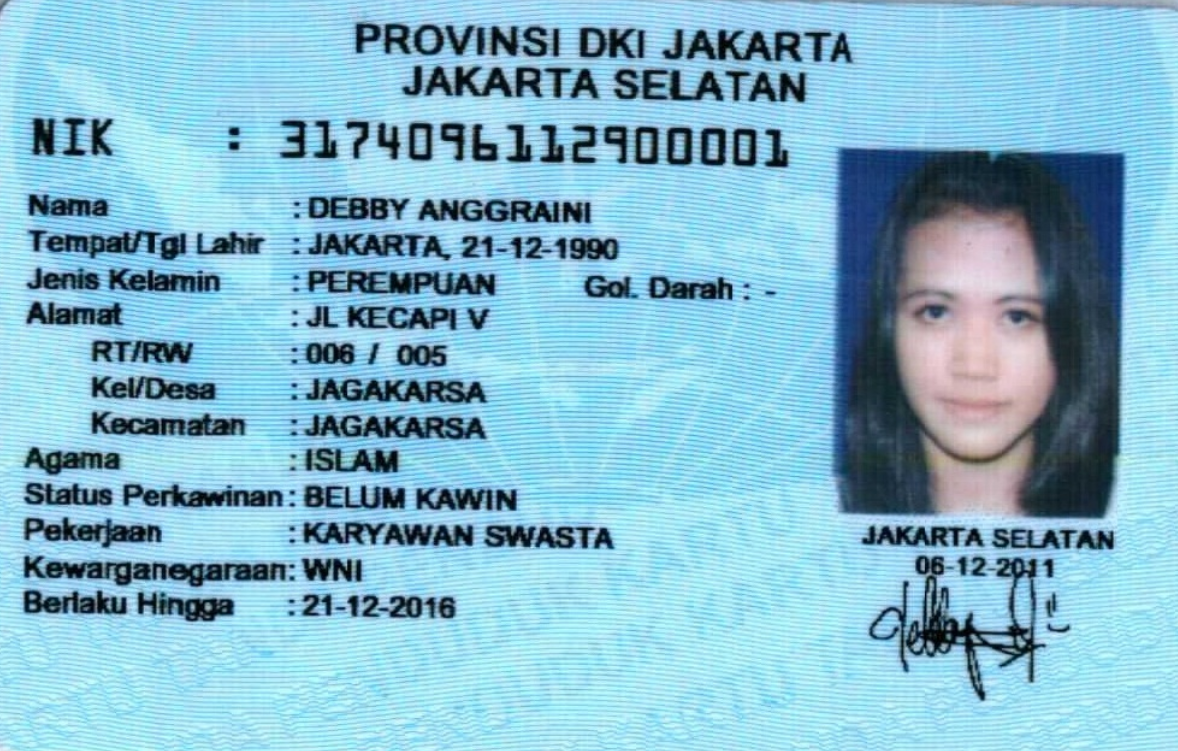 PROVINSI DKI JAKARTA
JAKARTA SELATAN
NIK : 3174096112900001
Nama : DEBBY ANGGRAINI
Tempat/Tgl Lahir : JAKARTA, 21-12-1990
Jenis Kelamin : PEREMPUAN Gol. Darah : -
Alamat : JL KECAPI V
RT/RW : 006 / 005
Kel/Desa : JAGAKARSA
Kecamatan : JAGAKARSA
Agama : ISLAM
Status Perkawinan : BELUM KAWIN
Pekerjaan : KARYAWAN SWASTA
Kewarganegaraan : WNI
Berlaku Hingga : 21-12-2016
JAKARTA SELATAN
06-12-2011